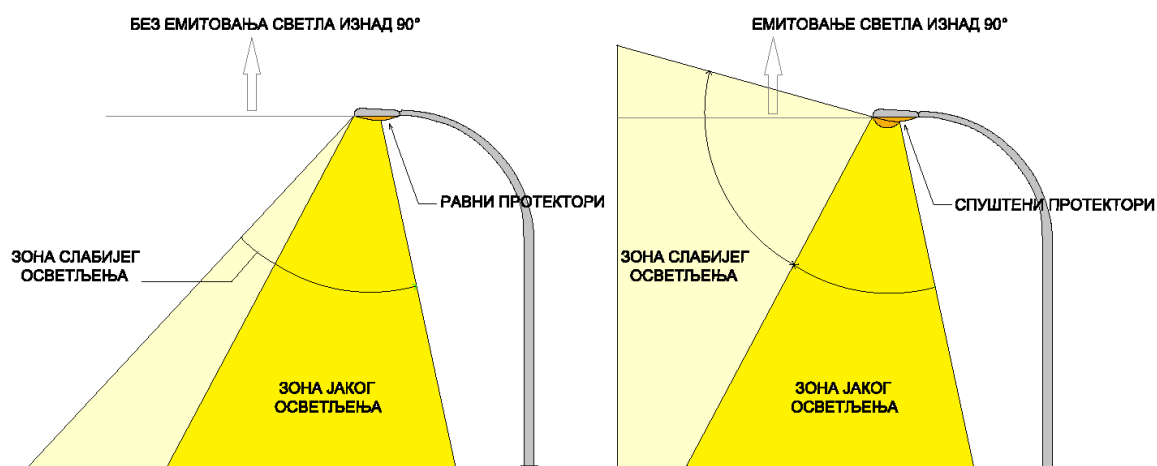 БЕЗ ЕМИТОВАЊА СВЕТЛА ИЗНАД 90°
РАВНИ ПРОТЕКТОРИ
ЗОНА СЛАБИЈЕГ
ОСВЕТЉЕЊА
ЗОНА ЈАКОГ
ОСВЕТЉЕЊА
ЕМИТОВАЊЕ СВЕТЛА ИЗНАД 90°
СПУШТЕНИ ПРОТЕКТОРИ
ЗОНА СЛАБИЈЕГ
ОСВЕТЉЕЊА
ЗОНА ЈАКОГ
ОСВЕТЉЕЊА